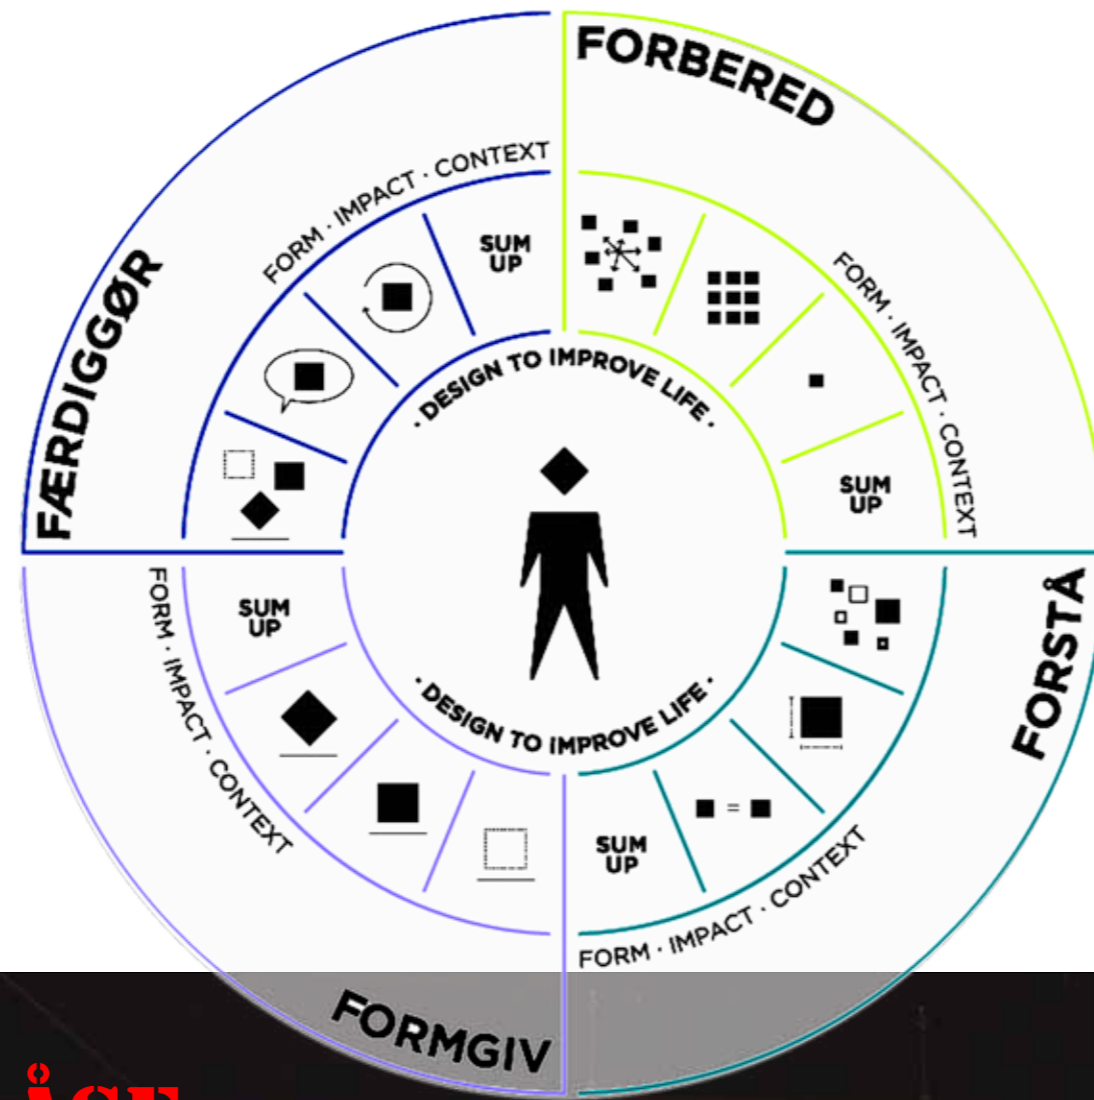 FORBERED
FORM · IMPACT · CONTEXT
SUM
UP
FORSTÅ
FORM · IMPACT · CONTEXT
=
SUM
UP
FORMGIV
FORM · IMPACT · CONTEXT
SUM
UP
FÆRDIGGØR
FORM · IMPACT · CONTEXT
SUM
UP
· DESIGN TO IMPROVE LIFE ·
· DESIGN TO IMPROVE LIFE ·